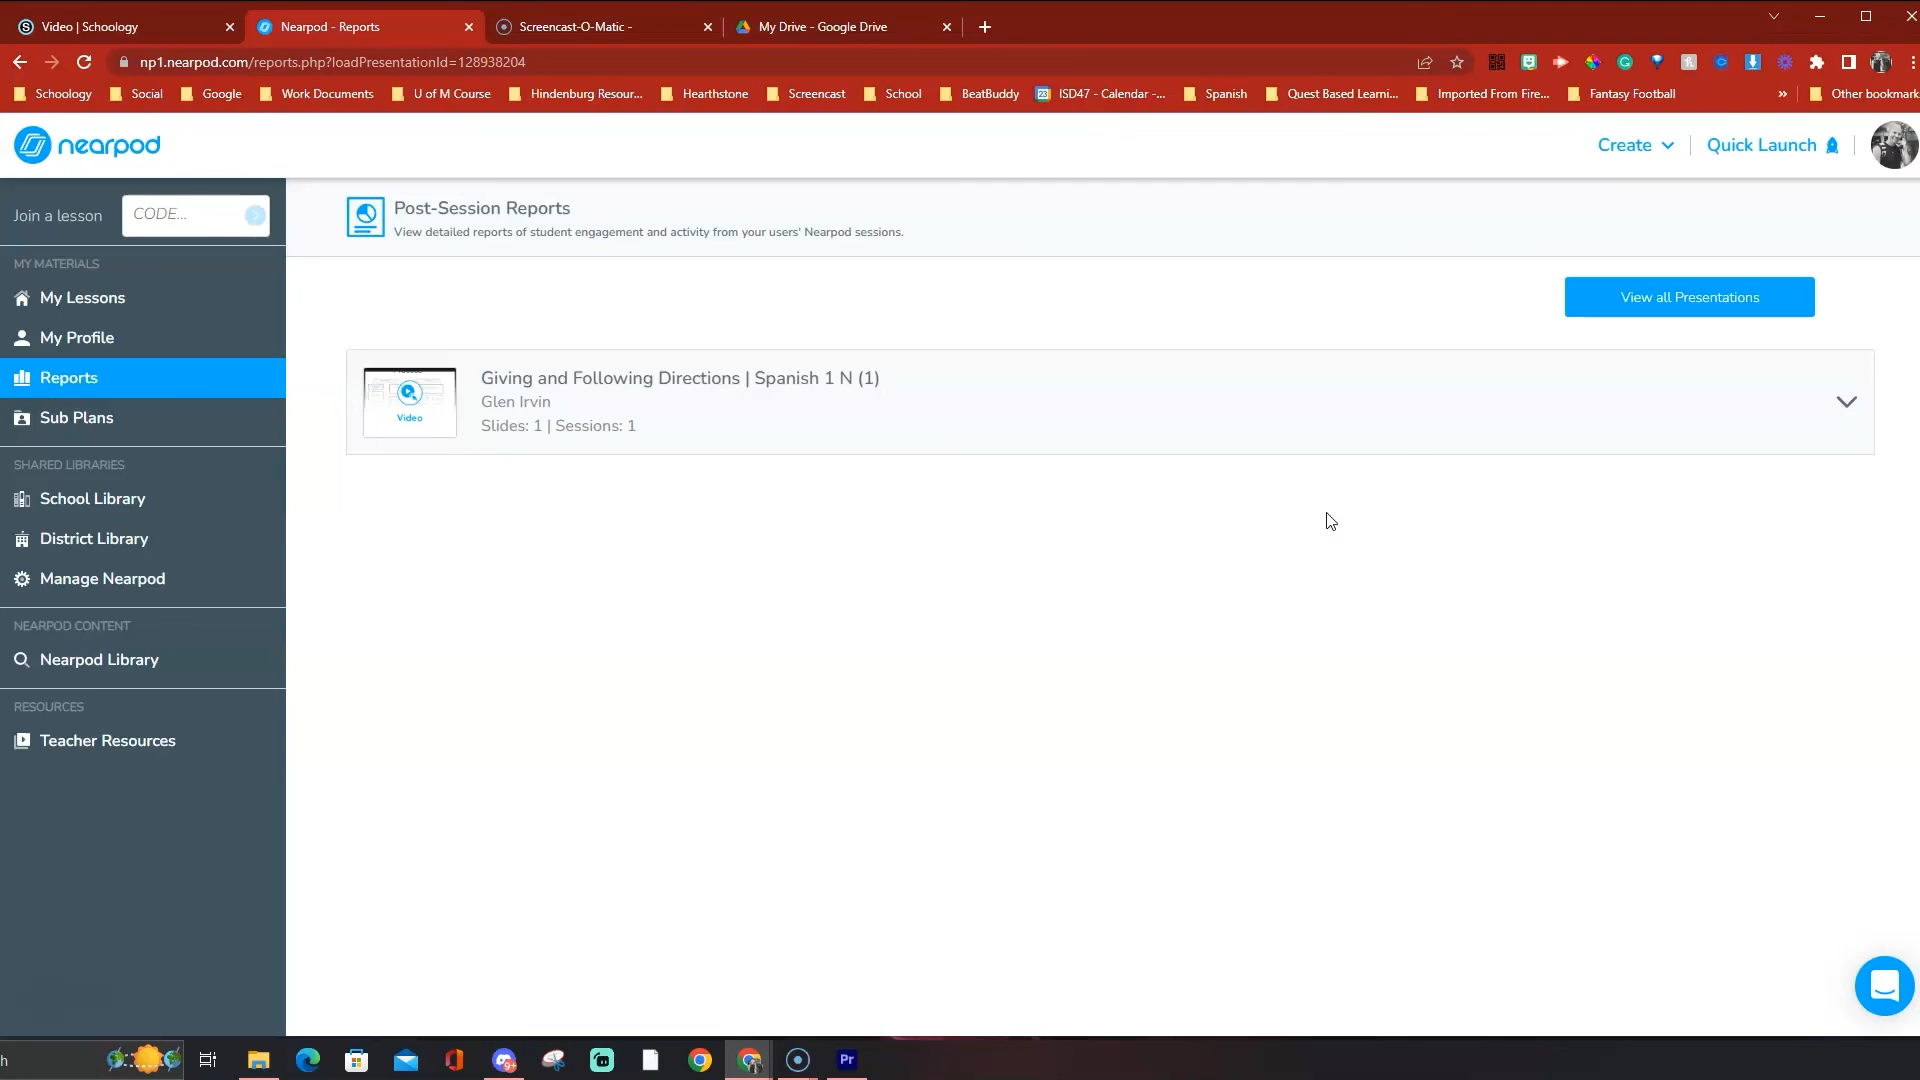 Video | Schoology
Nearpod - Reports
Screencast-O-Matic -
My Drive - Google Drive
np1.nearpod.com/reports.php?loadPresentationId=128938204
Schoology
Social
Google
Work Documents
U of M Course
Hindenburg Resour...
Hearthstone
Screencast
School
BeatBuddy
23
ISD47 - Calendar -...
Spanish
Quest Based Learni...
Imported From Fire...
Fantasy Football
»
Other bookmark
nearpod
Create
Quick Launch
Join a lesson
CODE...
MY MATERIALS
My Lessons
My Profile
Reports
Sub Plans
SHARED LIBRARIES
School Library
District Library
Manage Nearpod
NEARPOD CONTENT
Nearpod Library
RESOURCES
Teacher Resources
Post-Session Reports
View detailed reports of student engagement and activity from your users' Nearpod sessions.
View all Presentations
Video
Giving and Following Directions | Spanish 1 N (1)
Glen Irvin
Slides: 1 | Sessions: 1
h
9+
Pr